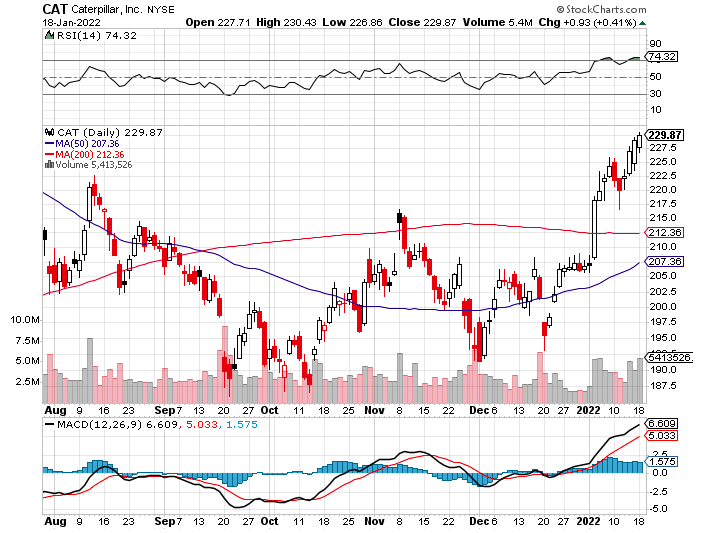 CAT Caterpillar, Inc. NYSE
© StockCharts.com
18-Jan-2022
Open 227.71 High 230.43 Low 226.86 Close 229.87 Volume 5.4M Chg +0.93 (+0.41%)
RSI(14) 74.32
90
74.32
50
30
10
CAT (Daily) 229.87
MA(50) 207.36
MA(200) 212.36
Volume 5,413,526
229.87
227.5
225.0
222.5
220.0
217.5
215.0
212.36
210.0
207.36
205.0
202.5
200.0
197.5
195.0
192.5
5413526
190.0
187.5
10.0M
7.5M
5.0M
2.5M
Aug 9 16 23 Sep 7 13 20 27 Oct 11 18 25 Nov 8 15 22 Dec 6 13 20 27 2022 10 18
MACD(12,26,9) 6.609, 5.033, 1.575
6.609
5.033
2.5
1.575
0.0
-2.5
-5.0
Aug 9 16 23 Sep 7 13 20 27 Oct 11 18 25 Nov 8 15 22 Dec 6 13 20 27 2022 10 18